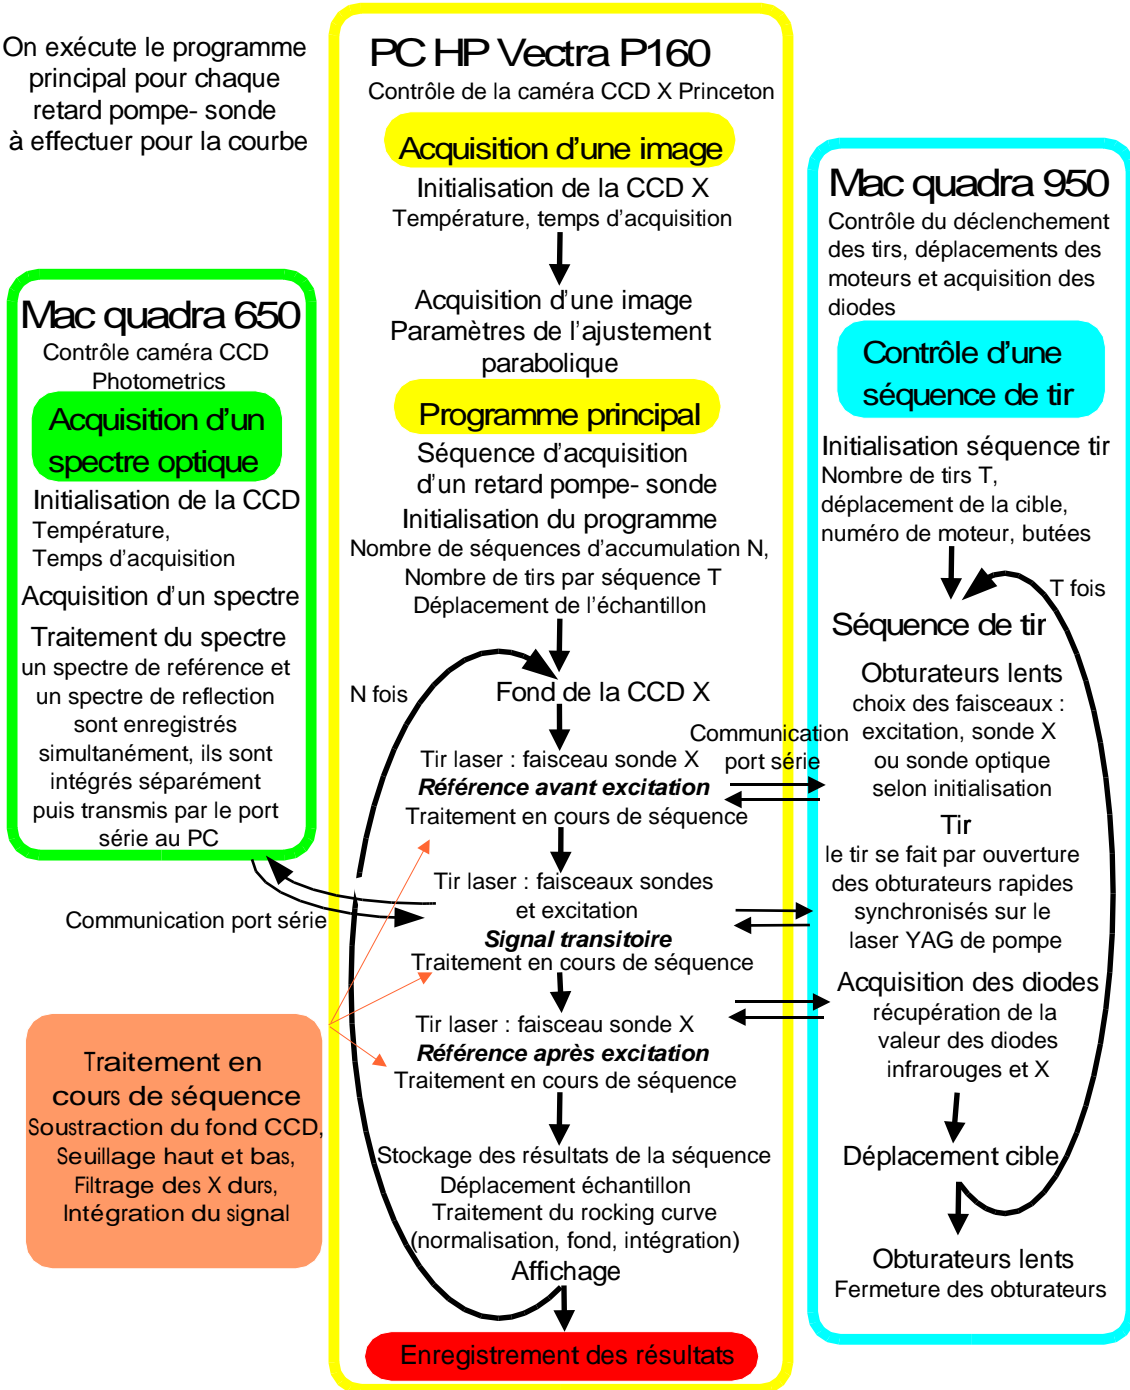 On exécute le programme
principal pour chaque
retard pompe- sonde
à effectuer pour la courbe
Mac quadra 650
Contrôle caméra CCD
Photometrics
Acquisition d'un
spectre optique
Initialisation de la CCD
Température,
Temps d'acquisition
Acquisition d'un spectre
Traitement du spectre
un spectre de reférence et
un spectre de reflection
sont enregistrés
simultanément, ils sont
intégrés séparément
puis transmis par le port
série au PC
Communication port série
Traitement en
cours de séquence
Soustraction du fond CCD,
Seuillage haut et bas,
Filtrage des X durs,
Intégration du signal
PC HP Vectra P160
Contrôle de la caméra CCD X Princeton
Acquisition d'une image
Initialisation de la CCD X
Température, temps d'acquisition
Acquisition d'une image
Paramètres de l'ajustement
parabolique
Programme principal
Séquence d'acquisition
d'un retard pompe- sonde
Initialisation du programme
Nombre de séquences d'accumulation N,
Nombre de tirs par séquence T
Déplacement de l'échantillon
N fois
Fond de la CCD X
Tir laser : faisceau sonde X
Référence avant excitation
Traitement en cours de séquence
Tir laser : faisceaux sondes
et excitation
Signal transitoire
Traitement en cours de séquence
Tir laser : faisceau sonde X
Référence après excitation
Traitement en cours de séquence
Stockage des résultats de la séquence
Déplacement échantillon
Traitement du rocking curve
(normalisation, fond, intégration)
Affichage
Enregistrement des résultats
Communication
port série
Mac quadra 950
Contrôle du déclenchement
des tirs, déplacements des
moteurs et acquisition des
diodes
Contrôle d'une
séquence de tir
Initialisation séquence tir
Nombre de tirs T,
déplacement de la cible,
numéro de moteur, butées
T fois
Séquence de tir
Obturateurs lents
choix des faisceaux :
excitation, sonde X
ou sonde optique
selon initialisation
Tir
le tir se fait par ouverture
des obturateurs rapides
synchronisés sur le
laser YAG de pompe
Acquisition des diodes
récupération de la
valeur des diodes
infrarouges et X
Déplacement cible
Obturateurs lents
Fermeture des obturateurs